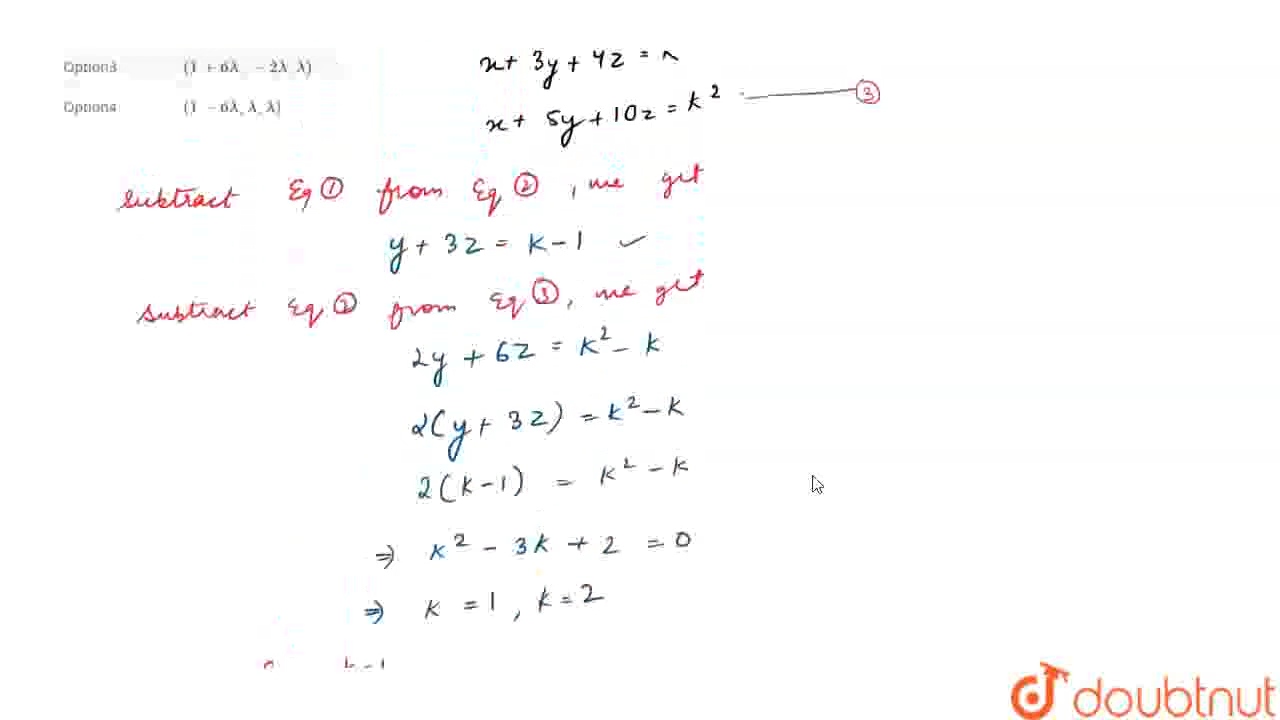 Option3 (1 + 6λ, −2λ, λ)
Option4 (1 − 6λ, λ, λ)
x + 3y + 4z =
x + 5y + 10z = k² ③
Subtract Eq ① from Eq ②, we get
y + 3z = k − 1 ✓
Subtract Eq ② from Eq ③, we get
2y + 6z = k² − k
2(y + 3z) = k² − k
2(k − 1) = k² − k
⇒ k² − 3k + 2 = 0
⇒ k = 1, k = 2
doubtnut